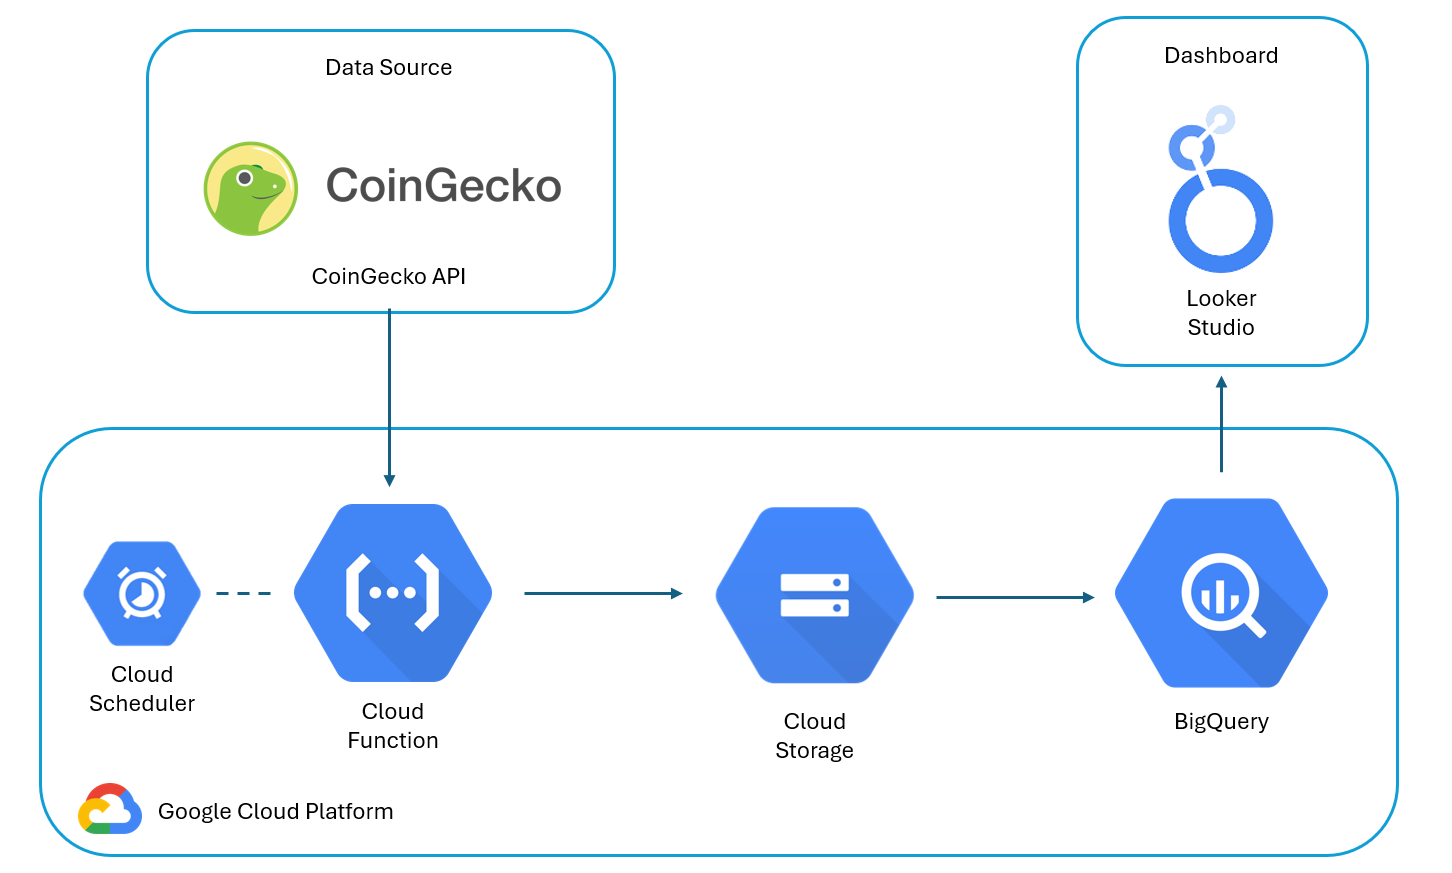 Data Source
CoinGecko
CoinGecko API
Dashboard
Looker
Studio
Cloud
Scheduler
Cloud
Function
Cloud
Storage
BigQuery
Google Cloud Platform